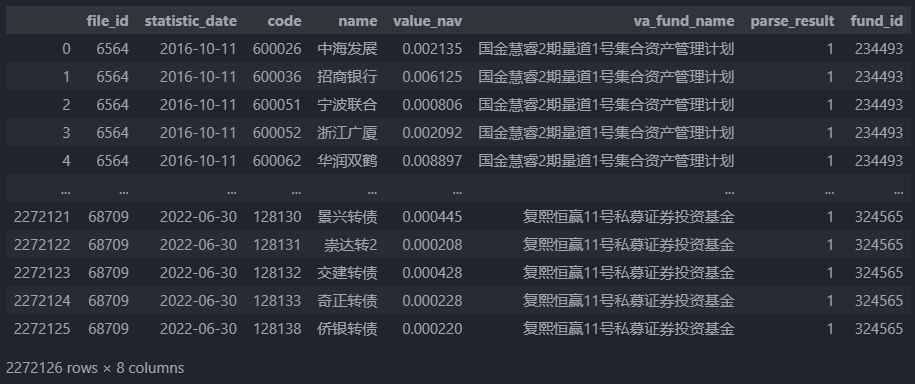 file_id statistic_date code name value_nav va_fund_name parse_result fund_id
0 6564 2016-10-11 600026 中海发展 0.002135 国金慧睿2期量道1号集合资产管理计划 1 234493
1 6564 2016-10-11 600036 招商银行 0.006125 国金慧睿2期量道1号集合资产管理计划 1 234493
2 6564 2016-10-11 600051 宁波联合 0.000806 国金慧睿2期量道1号集合资产管理计划 1 234493
3 6564 2016-10-11 600052 浙江广厦 0.002092 国金慧睿2期量道1号集合资产管理计划 1 234493
4 6564 2016-10-11 600062 华润双鹤 0.008897 国金慧睿2期量道1号集合资产管理计划 1 234493
... ... ... ... ... ... ... ... ...
2272121 68709 2022-06-30 128130 景兴转债 0.000445 复熙恒赢11号私募证券投资基金 1 324565
2272122 68709 2022-06-30 128131 崇达转2 0.000208 复熙恒赢11号私募证券投资基金 1 324565
2272123 68709 2022-06-30 128132 交建转债 0.000428 复熙恒赢11号私募证券投资基金 1 324565
2272124 68709 2022-06-30 128133 奇正转债 0.000228 复熙恒赢11号私募证券投资基金 1 324565
2272125 68709 2022-06-30 128138 侨银转债 0.000220 复熙恒赢11号私募证券投资基金 1 324565
2272126 rows × 8 columns